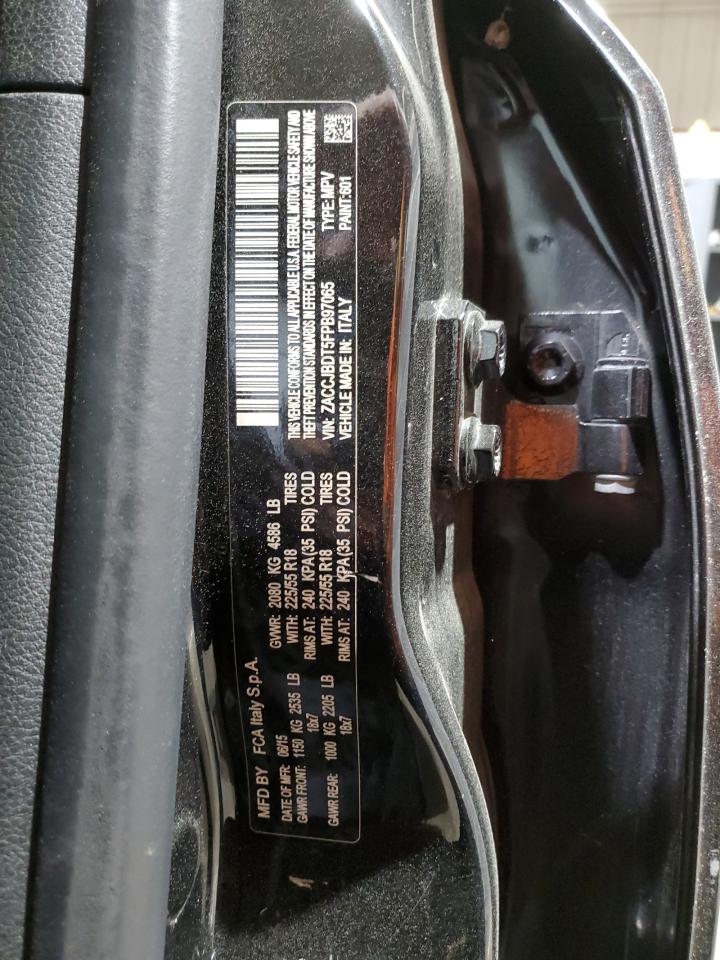 MFD BY FCA Italy S.p.A.
DATE OF MFR: 06/15 GVWR: 2080 KG 4586 LB
GAWR FRONT: 1150 KG 2535 LB WITH: 225/55 R18 TIRES
18x7 RIMS AT: 240 KPA (35 PSI) COLD
GAWR REAR: 1000 KG 2205 LB WITH: 225/55 R18 TIRES
18x7 RIMS AT: 240 KPA (35 PSI) COLD
THIS VEHICLE CONFORMS TO ALL APPLICABLE U.S.A. FEDERAL MOTOR VEHICLE SAFETY AND
THEFT PREVENTION STANDARDS IN EFFECT ON THE DATE OF MANUFACTURE SHOWN ABOVE
VIN: ZACCJBDT5FPB97065 TYPE: MPV
VEHICLE MADE IN: ITALY PAINT: 601